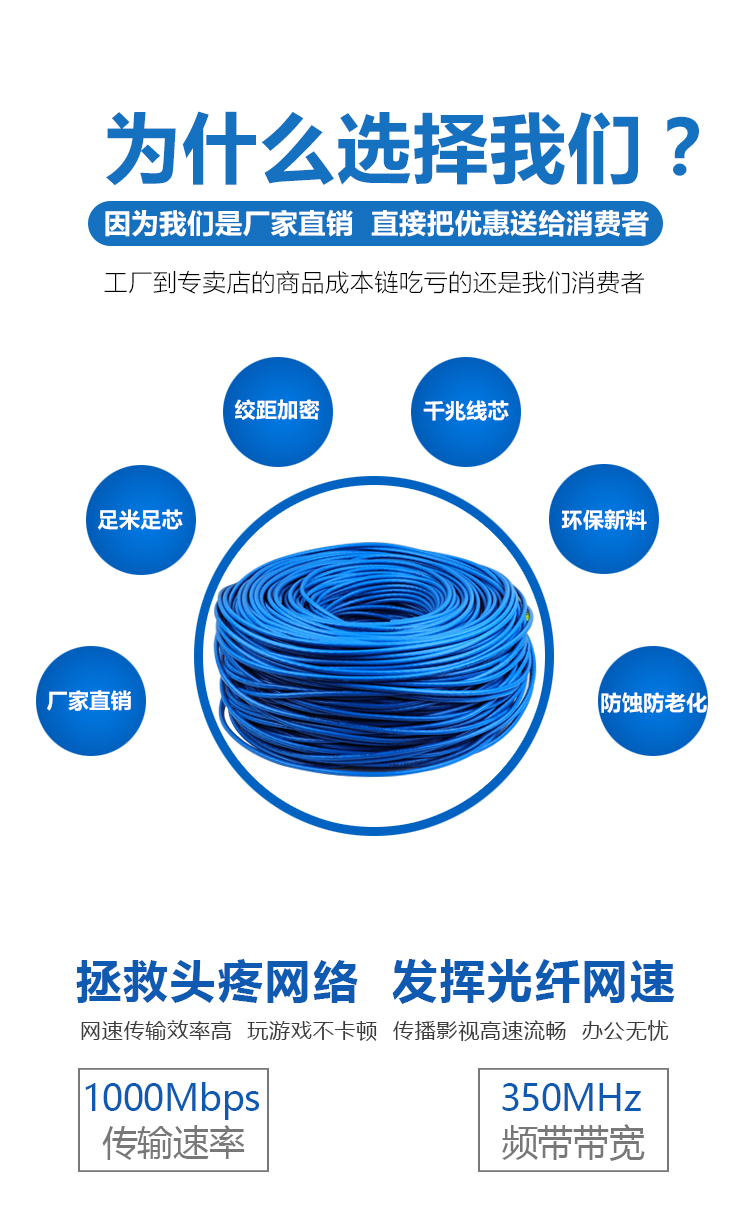 为什么选择我们？
因为我们是厂家直销 直接把优惠送给消费者
工厂到专卖店的商品成本链吃亏的还是我们消费者
绞距加密
千兆线芯
足米足芯
环保新料
厂家直销
防蚀防老化
拯救头疼网络 发挥光纤网速
网速传输效率高 玩游戏不卡顿 传播影视高速流畅 办公无忧
1000Mbps
传输速率
350MHz
频带带宽